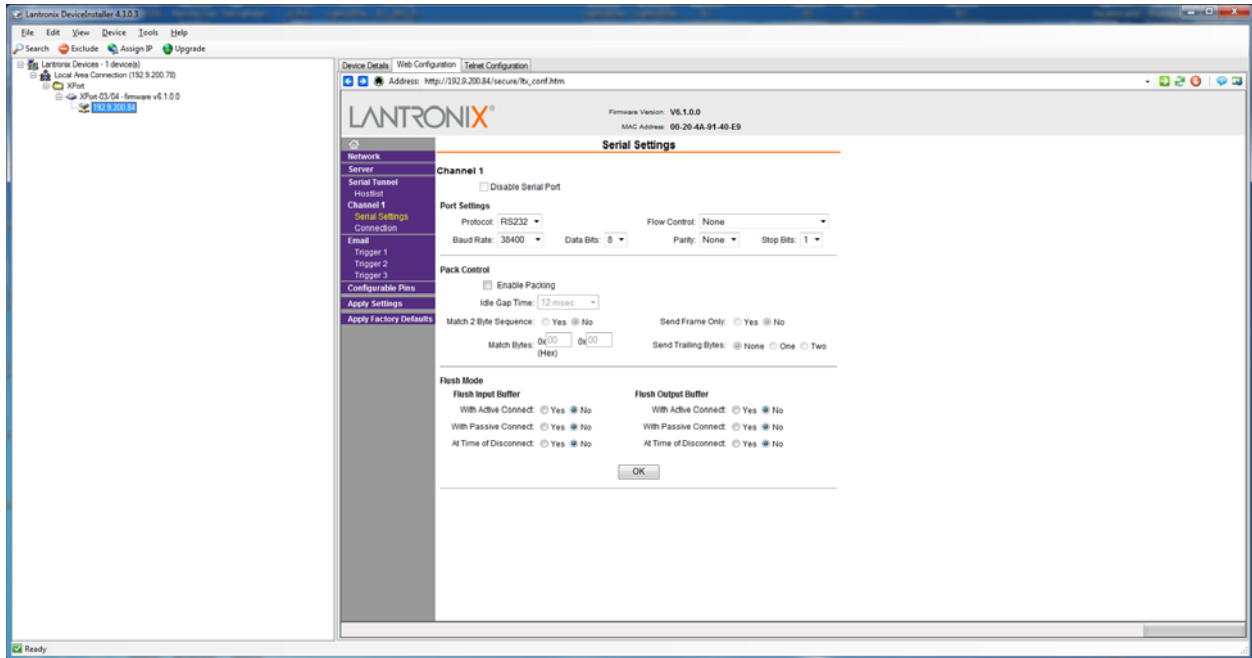 Lantronix DeviceInstaller 4.3.0.3
File Edit View Device Tools Help
Search Exclude Assign IP Upgrade
Lantronix Devices - 1 device(s)
Local Area Connection (192.9.200.78)
XPort
XPort-03/04 - firmware v6.1.0.0
192.9.200.84
Device Details Web Configuration Telnet Configuration
Address: http://192.9.200.84/secure/ltx_conf.htm
LANTRONIX®
Firmware Version: V6.1.0.0
MAC Address: 00-20-4A-91-40-E9
Network
Server
Serial Tunnel
Hostlist
Channel 1
Serial Settings
Connection
Email
Trigger 1
Trigger 2
Trigger 3
Configurable Pins
Apply Settings
Apply Factory Defaults
Serial Settings
Channel 1
Disable Serial Port
Port Settings
Protocol: RS232 Flow Control: None
Baud Rate: 38400 Data Bits: 8 Parity: None Stop Bits: 1
Pack Control
Enable Packing
Idle Gap Time: 12 msec
Match 2 Byte Sequence: Yes No Send Frame Only: Yes No
Match Bytes: 0x00 0x00 Send Trailing Bytes: None One Two
(Hex)
Flush Mode
Flush Input Buffer Flush Output Buffer
With Active Connect: Yes No With Active Connect: Yes No
With Passive Connect: Yes No With Passive Connect: Yes No
At Time of Disconnect: Yes No At Time of Disconnect: Yes No
OK
Ready